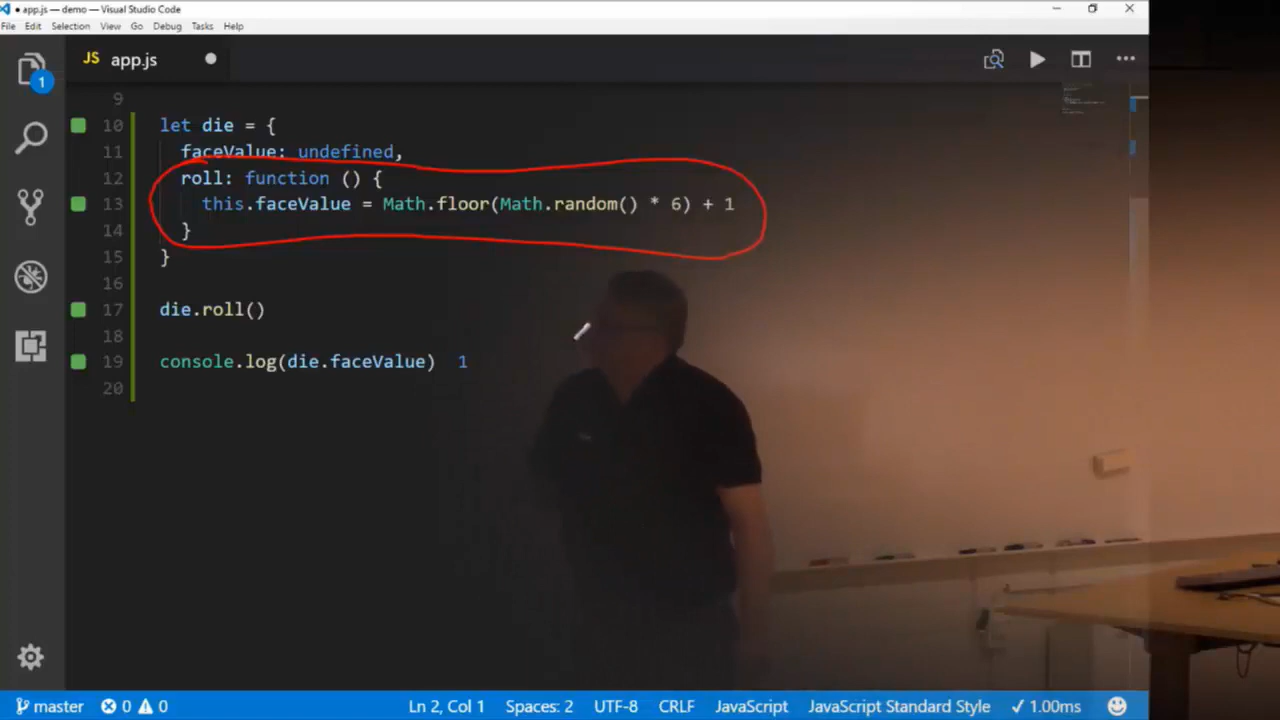 ● app.js — demo — Visual Studio Code
File Edit Selection View Go Debug Tasks Help
1
JS app.js
9
10 let die = {
11 faceValue: undefined,
12 roll: function () {
13 this.faceValue = Math.floor(Math.random() * 6) + 1
14 }
15 }
16
17 die.roll()
18
19 console.log(die.faceValue) 1
20
master 0 0 Ln 2, Col 1 Spaces: 2 UTF-8 CRLF JavaScript JavaScript Standard Style ✓ 1.00ms